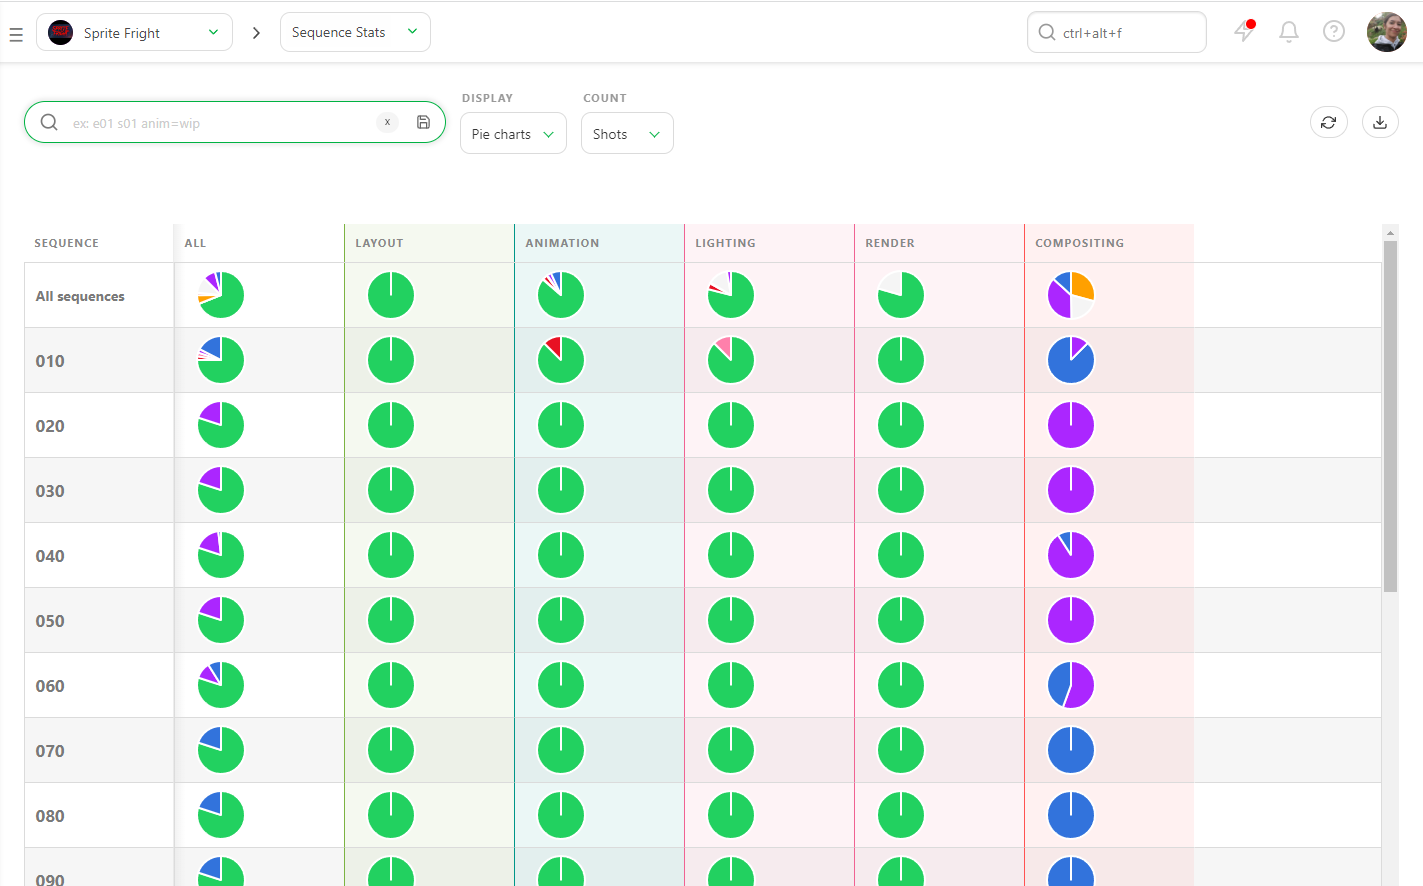 Sprite Fright
Sequence Stats
ctrl+alt+f
DISPLAY
COUNT
ex: e01 s01 anim=wip
x
Pie charts
Shots
SEQUENCE ALL LAYOUT ANIMATION LIGHTING RENDER COMPOSITING
All sequences
010
020
030
040
050
060
070
080
090